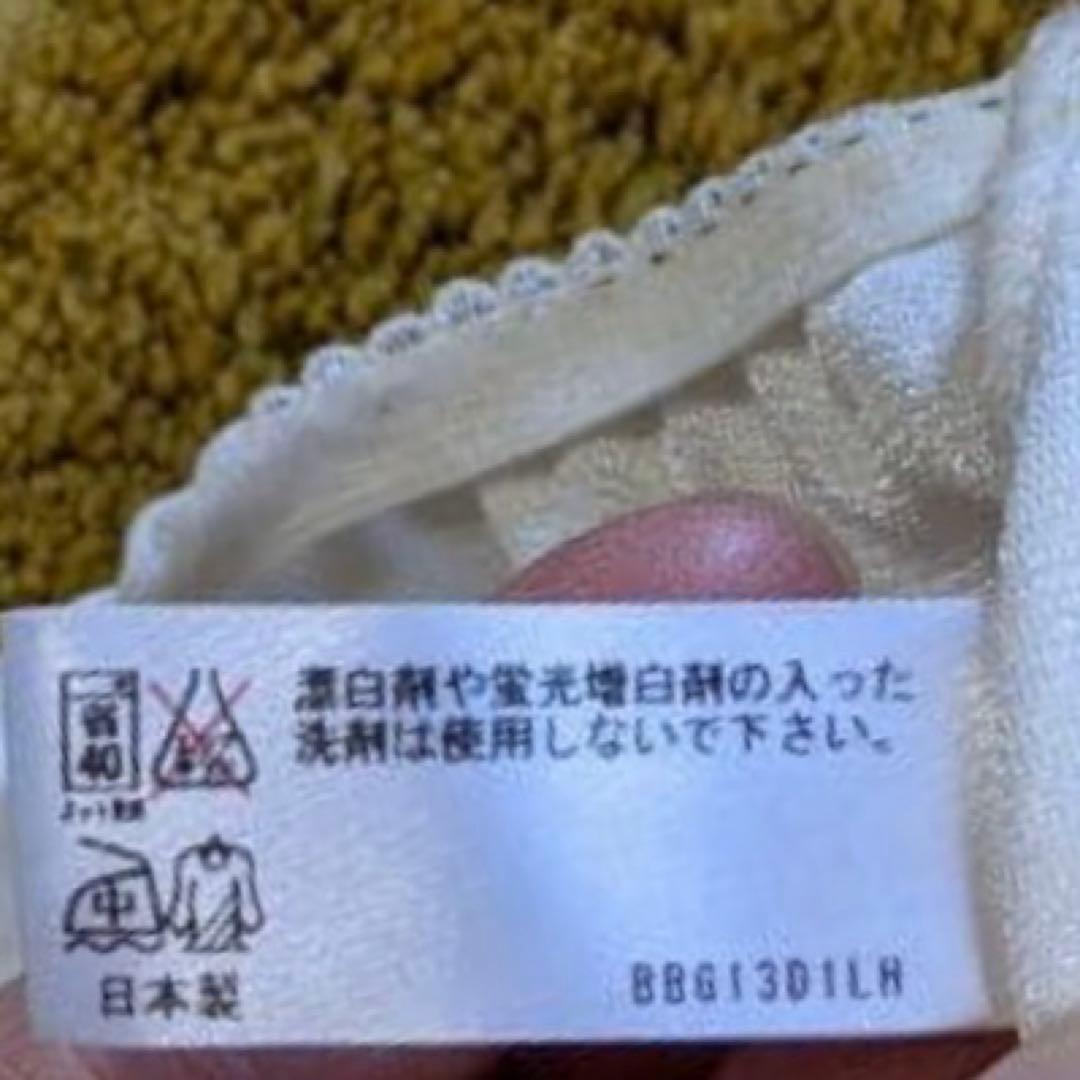 弱
40
ネット使用
漂白剤や蛍光増白剤の入った
洗剤は使用しないで下さい。
中
日本製